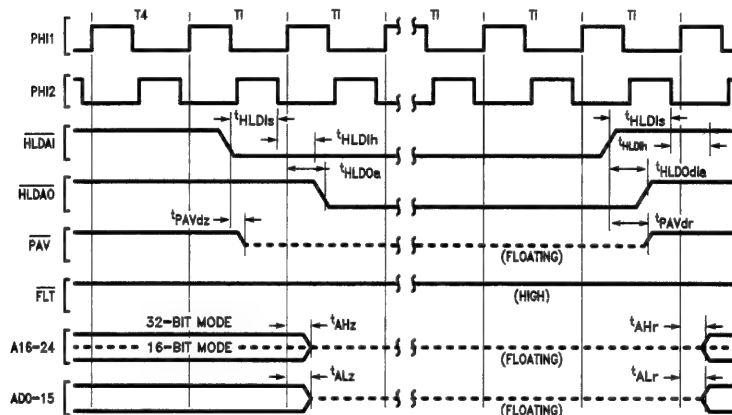 T4 Ti Ti Ti Ti Ti
PHI1
PHI2
tHLDIs tHLDIs
HLDAI tHLDIh tHLDIh
tHLDOa tHLDOdia
HLDAO
tPAVdz tPAVdr
PAV (FLOATING)
FLT (HIGH)
32-BIT MODE tAHz tAHr
A16-24 16-BIT MODE (FLOATING)
tALz tALr
AD0-15 (FLOATING)